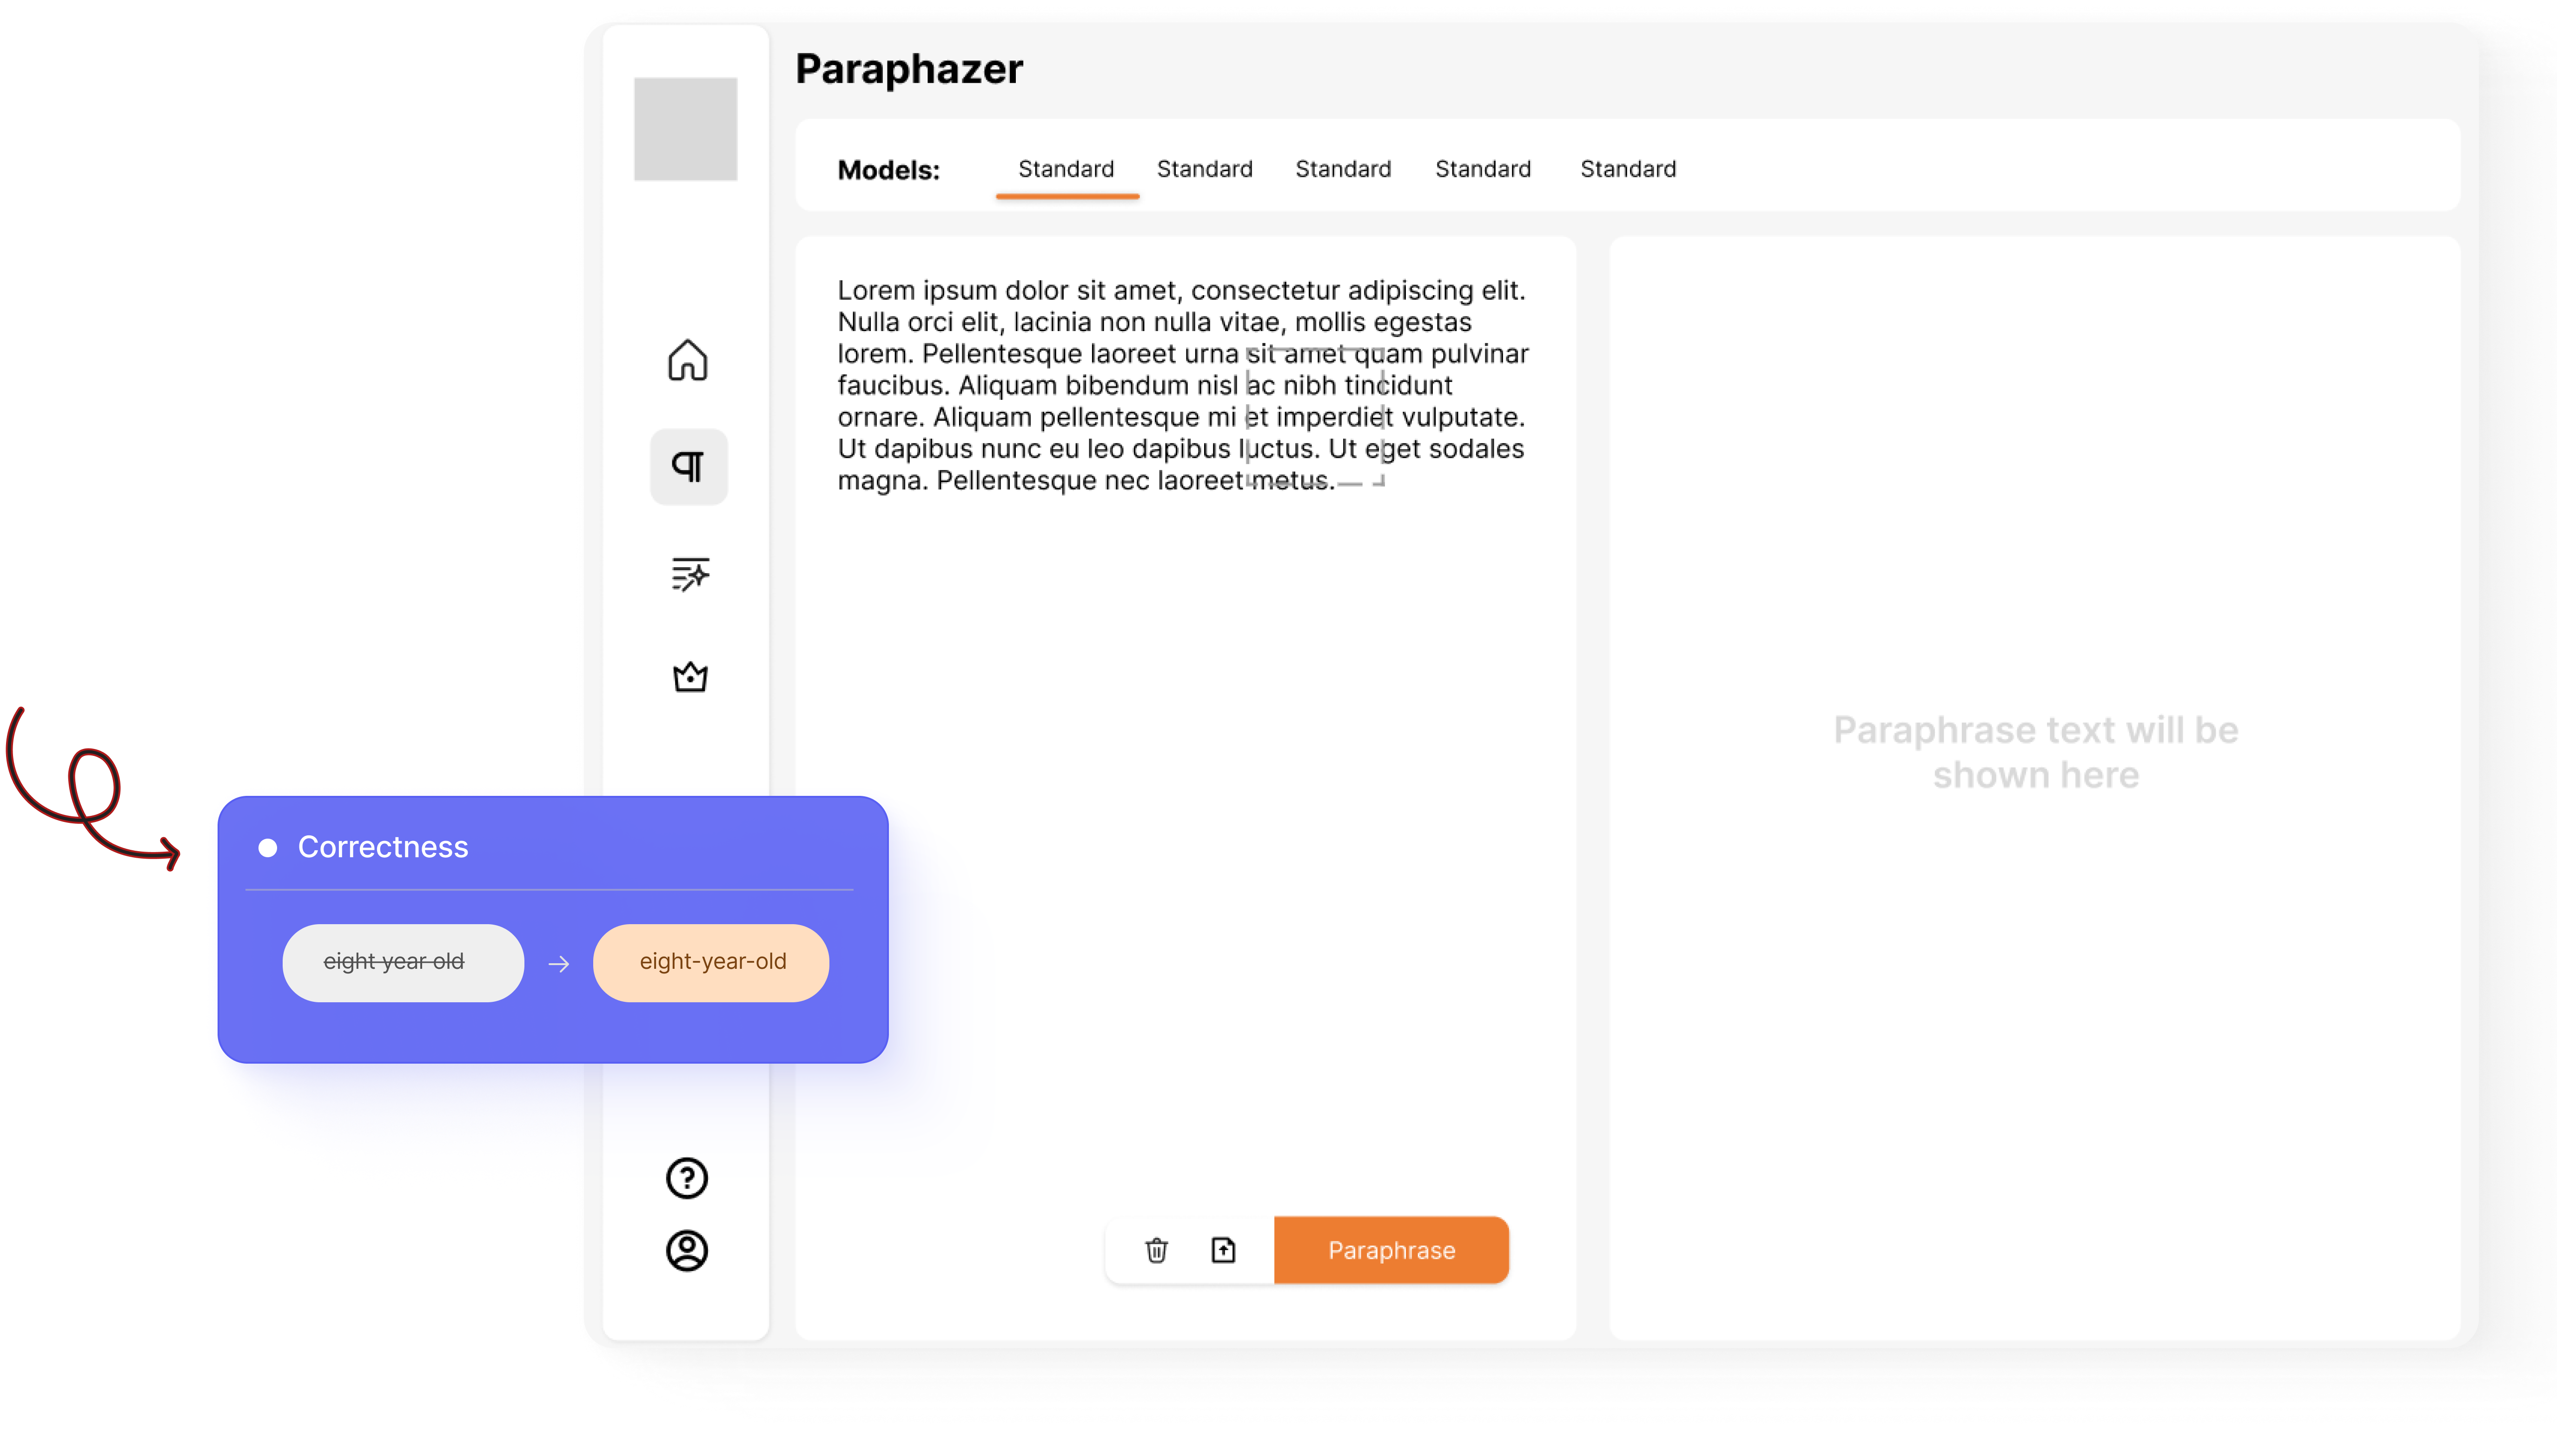 Paraphazer
Models: Standard Standard Standard Standard Standard
Lorem ipsum dolor sit amet, consectetur adipiscing elit.
Nulla orci elit, lacinia non nulla vitae, mollis egestas
lorem. Pellentesque laoreet urna sit amet quam pulvinar
faucibus. Aliquam bibendum nisl ac nibh tincidunt
ornare. Aliquam pellentesque mi et imperdiet vulputate.
Ut dapibus nunc eu leo dapibus luctus. Ut eget sodales
magna. Pellentesque nec laoreet metus.
Paraphrase text will be
shown here
Correctness
eight year old → eight-year-old
Paraphrase